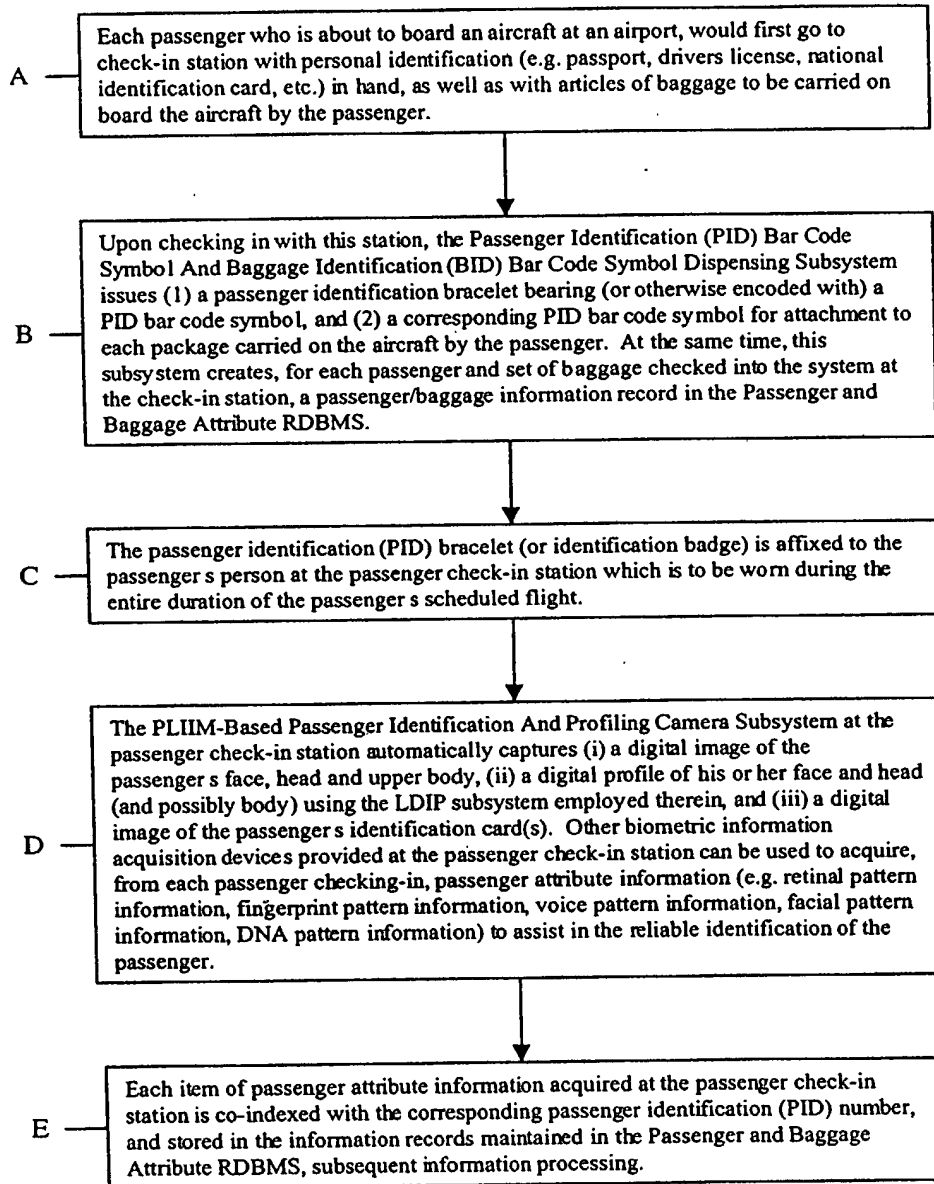 Each passenger who is about to board an aircraft at an airport, would first go to
check-in station with personal identification (e.g. passport, drivers license, national
identification card, etc.) in hand, as well as with articles of baggage to be carried on
board the aircraft by the passenger.
A
Upon checking in with this station, the Passenger Identification (PID) Bar Code
Symbol And Baggage Identification (BID) Bar Code Symbol Dispensing Subsystem
issues (1) a passenger identification bracelet bearing (or otherwise encoded with) a
PID bar code symbol, and (2) a corresponding PID bar code symbol for attachment to
each package carried on the aircraft by the passenger. At the same time, this
subsystem creates, for each passenger and set of baggage checked into the system at
the check-in station, a passenger/baggage information record in the Passenger and
Baggage Attribute RDBMS.
B
The passenger identification (PID) bracelet (or identification badge) is affixed to the
passenger s person at the passenger check-in station which is to be worn during the
entire duration of the passenger s scheduled flight.
C
The PLIIM-Based Passenger Identification And Profiling Camera Subsystem at the
passenger check-in station automatically captures (i) a digital image of the
passenger s face, head and upper body, (ii) a digital profile of his or her face and head
(and possibly body) using the LDIP subsystem employed therein, and (iii) a digital
image of the passenger s identification card(s). Other biometric information
acquisition devices provided at the passenger check-in station can be used to acquire,
from each passenger checking-in, passenger attribute information (e.g. retinal pattern
information, fingerprint pattern information, voice pattern information, facial pattern
information, DNA pattern information) to assist in the reliable identification of the
passenger.
D
Each item of passenger attribute information acquired at the passenger check-in
station is co-indexed with the corresponding passenger identification (PID) number,
and stored in the information records maintained in the Passenger and Baggage
Attribute RDBMS, subsequent information processing.
E